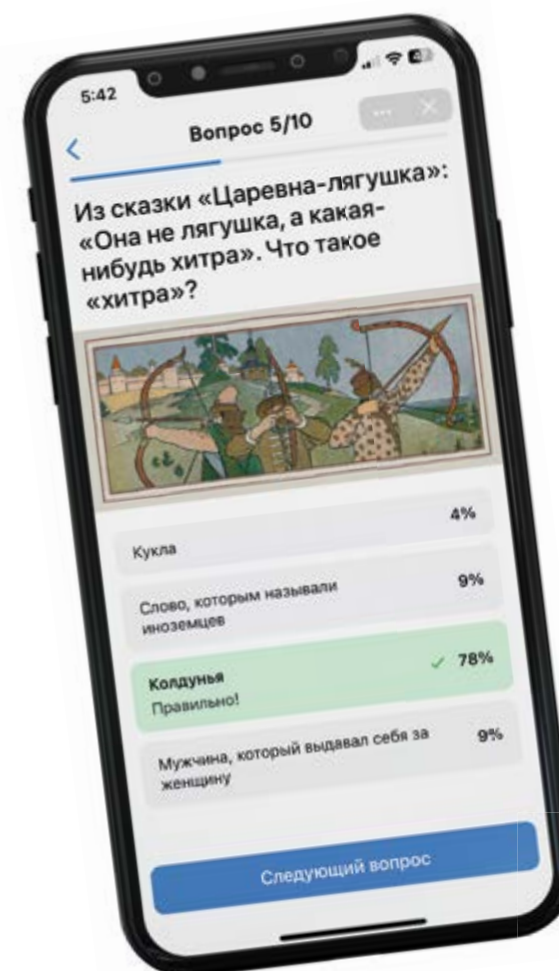 5:42
Вопрос 5/10
Из сказки «Царевна-лягушка»:
«Она не лягушка, а какая-
нибудь хитра». Что такое
«хитра»?
Кукла
4%
Слово, которым называли
иноземцев
9%
Колдунья
Правильно!
78%
Мужчина, который выдавал себя за
женщину
9%
Следующий вопрос